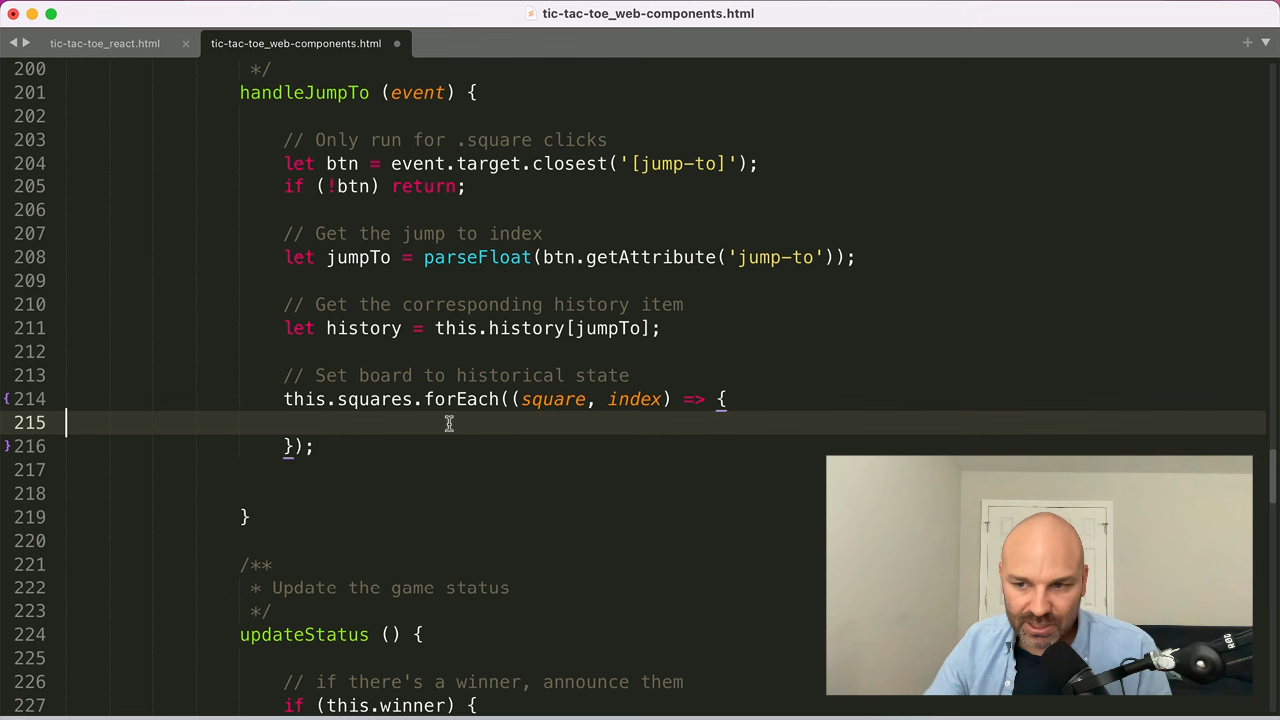 tic-tac-toe_web-components.html
tic-tac-toe_react.html × tic-tac-toe_web-components.html
200 */
201 handleJumpTo (event) {
202
203 // Only run for .square clicks
204 let btn = event.target.closest('[jump-to]');
205 if (!btn) return;
206
207 // Get the jump to index
208 let jumpTo = parseFloat(btn.getAttribute('jump-to'));
209
210 // Get the corresponding history item
211 let history = this.history[jumpTo];
212
213 // Set board to historical state
{ 214 this.squares.forEach((square, index) => {
215
} 216 });
217
218
219 }
220
221 /**
222 * Update the game status
223 */
224 updateStatus () {
225
226 // if there's a winner, announce them
227 if (this.winner) {
RØDE